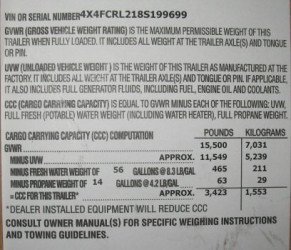 VIN OR SERIAL NUMBER 4X4FCRL218S199699
GVWR (GROSS VEHICLE WEIGHT RATING) IS THE MAXIMUM PERMISSIBLE WEIGHT OF THIS
TRAILER WHEN FULLY LOADED. IT INCLUDES ALL WEIGHT AT THE TRAILER AXLE(S) AND TONGUE
OR PIN.
UVW (UNLOADED VEHICLE WEIGHT ) IS THE WEIGHT OF THIS TRAILER AS MANUFACTURED AT THE
FACTORY. IT INCLUDES ALL WEIGHT AT TRAILER AXLE(S) AND TONGUE OR PIN. IF APPLICABLE,
IT ALSO INCLUDES FULL GENERATOR FLUIDS, INCLUDING FUEL, ENGINE OIL AND COOLANTS.
CCC (CARGO CARRYING CAPACITY) IS EQUAL TO GVWR MINUS EACH OF THE FOLLOWING: UVW,
FULL FRESH (POTABLE) WATER WEIGHT (INCLUDING WATER HEATER), FULL PROPANE WEIGHT.
CARGO CARRYING CAPACITY (CCC) COMPUTATION POUNDS KILOGRAMS
GVWR 15,500 7,031
MINUS UVW APPROX. 11,549 5,239
MINUS FRESH WATER WEIGHT OF 56 GALLONS @ 8.3 LB/GAL 465 211
MINUS PROPANE WEIGHT OF 14 GALLONS @ 4.2 LB/GAL 63 29
= CCC FOR THIS TRAILER* APPROX. 3,423 1,553
*DEALER INSTALLED EQUIPMENT WILL REDUCE CCC
CONSULT OWNER MANUAL(S) FOR SPECIFIC WEIGHING INSTRUCTIONS
AND TOWING GUIDELINES.